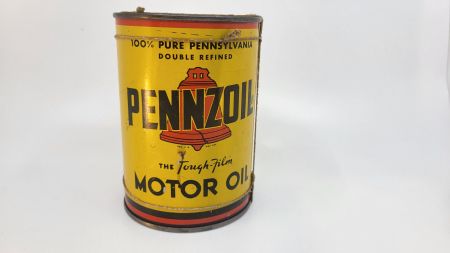 100% PURE PENNSYLVANIA
DOUBLE REFINED
PENNZOIL
THE Tough-Film
MOTOR OIL